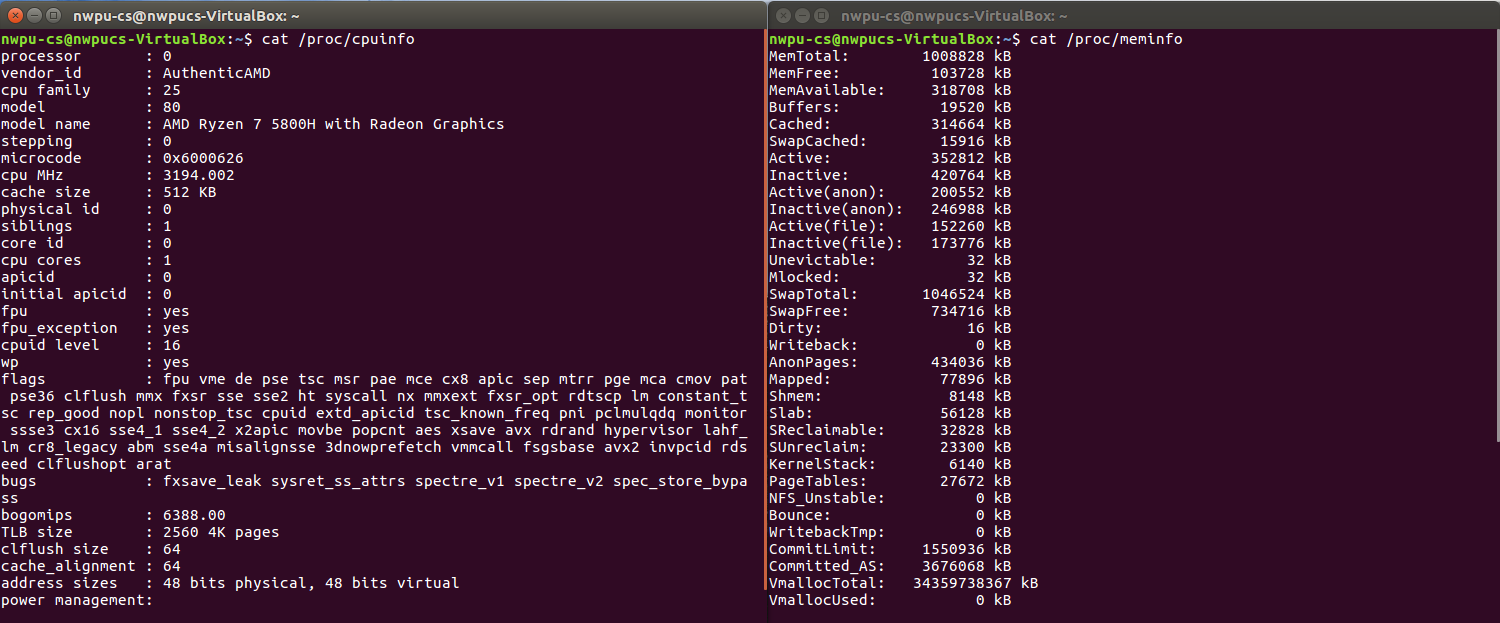 nwpu-cs@nwpucs-VirtualBox: ~
nwpu-cs@nwpucs-VirtualBox:~$ cat /proc/cpuinfo
processor : 0
vendor_id : AuthenticAMD
cpu family : 25
model : 80
model name : AMD Ryzen 7 5800H with Radeon Graphics
stepping : 0
microcode : 0x6000626
cpu MHz : 3194.002
cache size : 512 KB
physical id : 0
siblings : 1
core id : 0
cpu cores : 1
apicid : 0
initial apicid : 0
fpu : yes
fpu_exception : yes
cpuid level : 16
wp : yes
flags : fpu vme de pse tsc msr pae mce cx8 apic sep mtrr pge mca cmov pat
pse36 clflush mmx fxsr sse sse2 ht syscall nx mmxext fxsr_opt rdtscp lm constant_t
sc rep_good nopl nonstop_tsc cpuid extd_apicid tsc_known_freq pni pclmulqdq monitor
ssse3 cx16 sse4_1 sse4_2 x2apic movbe popcnt aes xsave avx rdrand hypervisor lahf_
lm cr8_legacy abm sse4a misalignsse 3dnowprefetch vmmcall fsgsbase avx2 invpcid rds
eed clflushopt arat
bugs : fxsave_leak sysret_ss_attrs spectre_v1 spectre_v2 spec_store_bypa
ss
bogomips : 6388.00
TLB size : 2560 4K pages
clflush size : 64
cache_alignment : 64
address sizes : 48 bits physical, 48 bits virtual
power management:
nwpu-cs@nwpucs-VirtualBox: ~
nwpu-cs@nwpucs-VirtualBox:~$ cat /proc/meminfo
MemTotal: 1008828 kB
MemFree: 103728 kB
MemAvailable: 318708 kB
Buffers: 19520 kB
Cached: 314664 kB
SwapCached: 15916 kB
Active: 352812 kB
Inactive: 420764 kB
Active(anon): 200552 kB
Inactive(anon): 246988 kB
Active(file): 152260 kB
Inactive(file): 173776 kB
Unevictable: 32 kB
Mlocked: 32 kB
SwapTotal: 1046524 kB
SwapFree: 734716 kB
Dirty: 16 kB
Writeback: 0 kB
AnonPages: 434036 kB
Mapped: 77896 kB
Shmem: 8148 kB
Slab: 56128 kB
SReclaimable: 32828 kB
SUnreclaim: 23300 kB
KernelStack: 6140 kB
PageTables: 27672 kB
NFS_Unstable: 0 kB
Bounce: 0 kB
WritebackTmp: 0 kB
CommitLimit: 1550936 kB
Committed_AS: 3676068 kB
VmallocTotal: 34359738367 kB
VmallocUsed: 0 kB